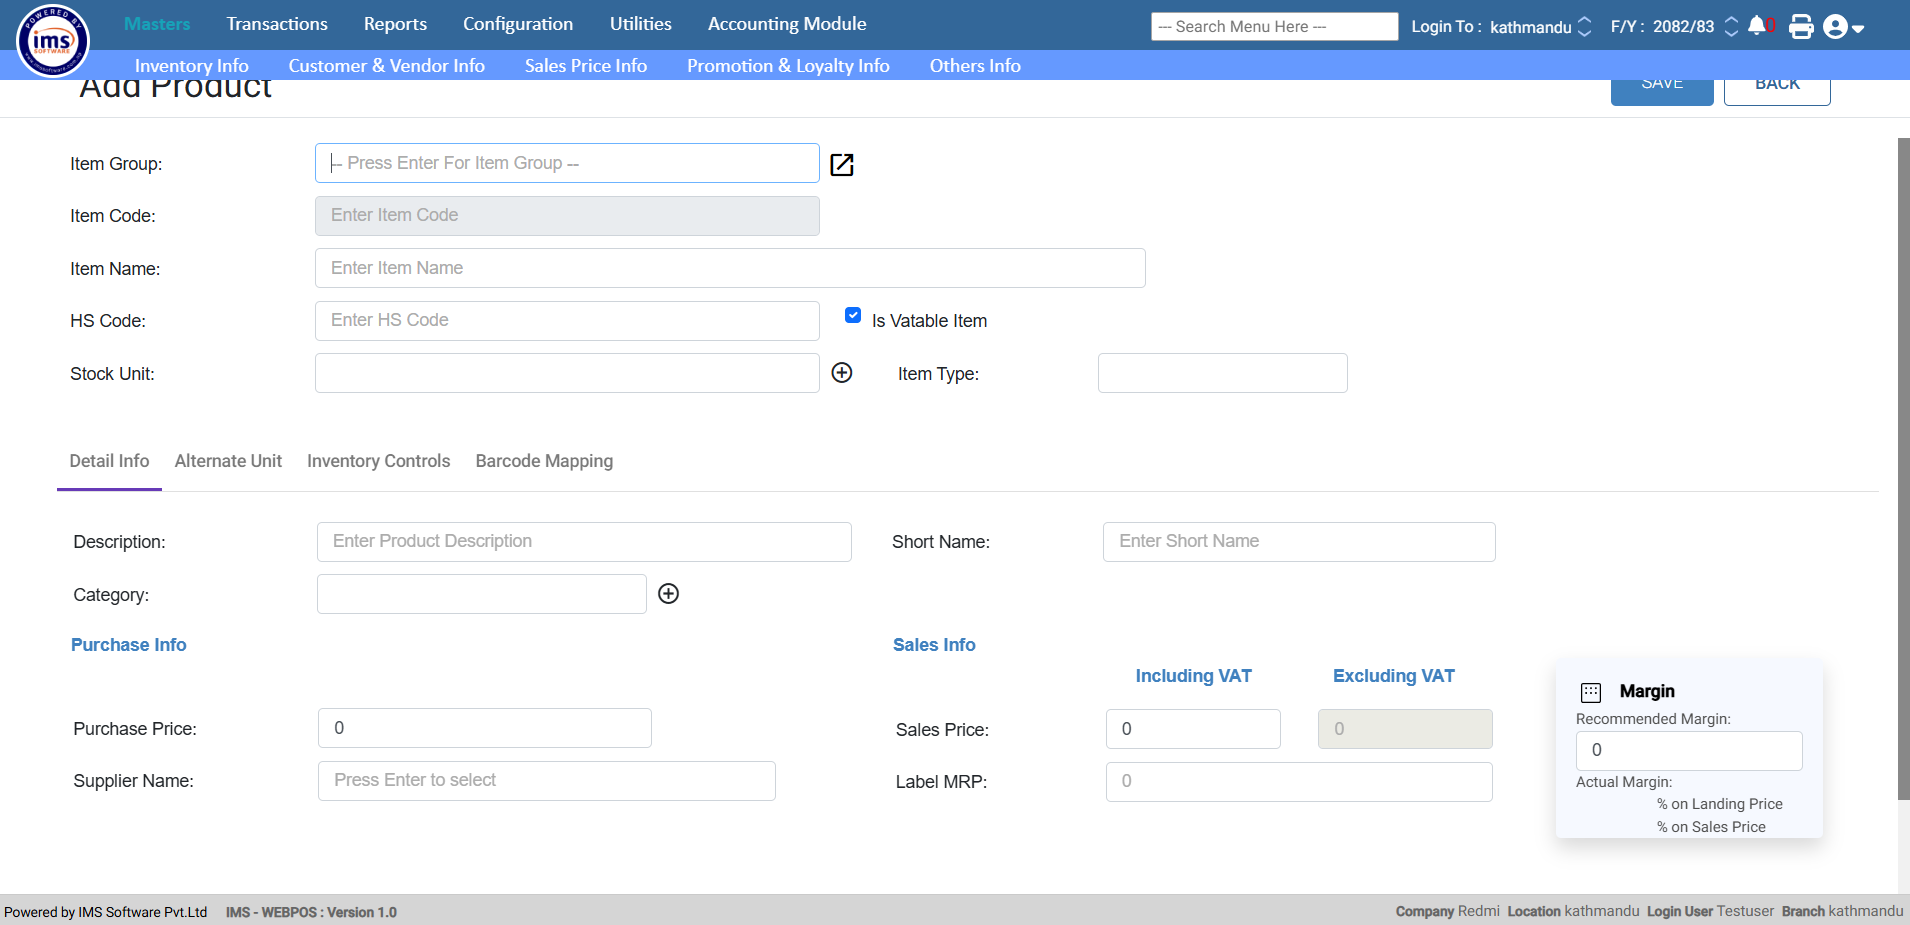 POWERED BY
ims
SOFTWARE
Masters Transactions Reports Configuration Utilities Accounting Module
--- Search Menu Here --- Login To : kathmandu F/Y : 2082/83 0
Inventory Info Customer & Vendor Info Sales Price Info Promotion & Loyalty Info Others Info
Add Product SAVE BACK
Item Group: -- Press Enter For Item Group --
Item Code: Enter Item Code
Item Name: Enter Item Name
HS Code: Enter HS Code Is Vatable Item
Stock Unit: Item Type:
Detail Info Alternate Unit Inventory Controls Barcode Mapping
Description: Enter Product Description Short Name: Enter Short Name
Category:
Purchase Info Sales Info
Including VAT Excluding VAT
Margin
Recommended Margin:
Purchase Price: 0 Sales Price: 0 0
0
Supplier Name: Press Enter to select Label MRP: 0
Actual Margin:
% on Landing Price
% on Sales Price
Powered by IMS Software Pvt.Ltd IMS - WEBPOS : Version 1.0 Company Redmi Location kathmandu Login User Testuser Branch kathmandu